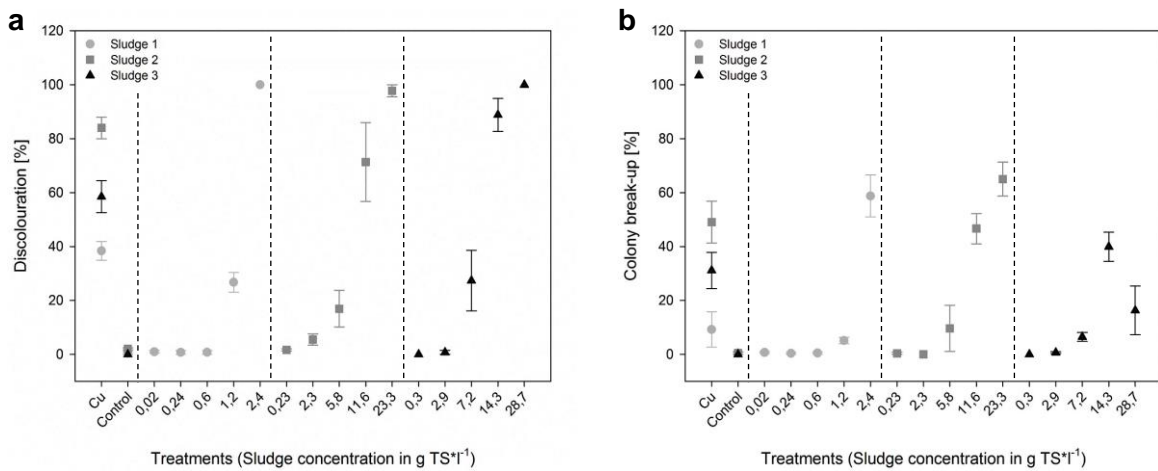 a
120
100
80
60
40
20
0
Discolouration [%]
Sludge 1
Sludge 2
Sludge 3
Cu
Control
0,02
0,24
0,6
1,2
2,4
0,23
2,3
5,8
11,6
23,3
0,3
2,9
7,2
14,3
28,7
Treatments (Sludge concentration in g TS*l⁻¹)
b
120
100
80
60
40
20
0
Colony break-up [%]
Sludge 1
Sludge 2
Sludge 3
Cu
Control
0,02
0,24
0,6
1,2
2,4
0,23
2,3
5,8
11,6
23,3
0,3
2,9
7,2
14,3
28,7
Treatments (Sludge concentration in g TS*l⁻¹)